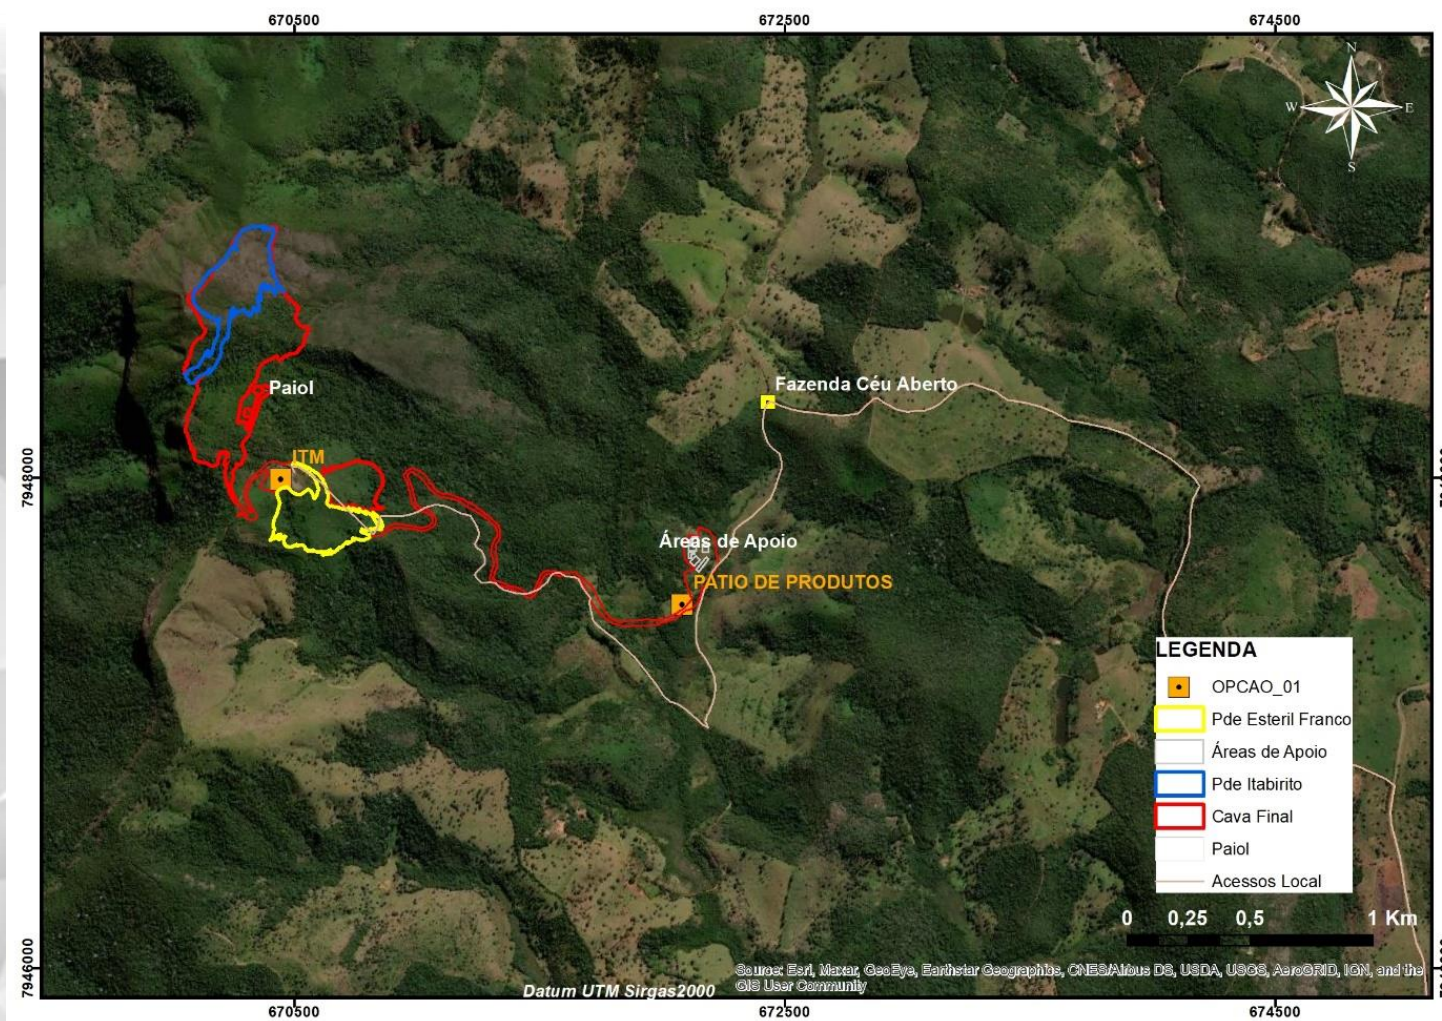 670500
672500
674500
N
W
E
S
Fazenda Céu Aberto
Paiol
ITM
7948000
Áreas de Apoio
PATIO DE PRODUTOS
LEGENDA
OPCAO_01
Pde Esteril Franco
Áreas de Apoio
Pde Itabirito
Cava Final
Paiol
Acessos Local
0 0,25 0,5 1 Km
7946000
Source: Esri, Maxar, GeoEye, Earthstar Geographics, CNES/Airbus DS, USDA, USGS, AeroGRID, IGN, and the
GIS User Community
Datum UTM Sirgas2000
670500
672500
674500